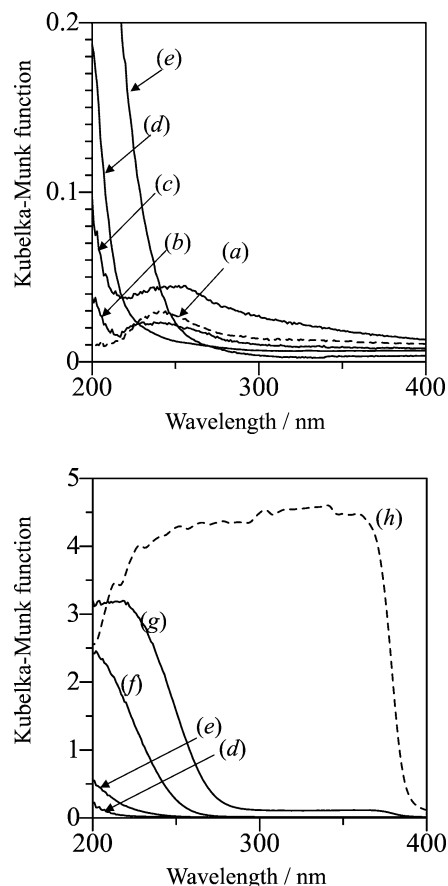 0.2
(e)
(d)
(c)
(b)
(a)
0.1
0
Kubelka-Munk function
200 300 400
Wavelength / nm
5
(h)
4
3
(g)
2
(f)
(e)
1
(d)
0
Kubelka-Munk function
200 300 400
Wavelength / nm